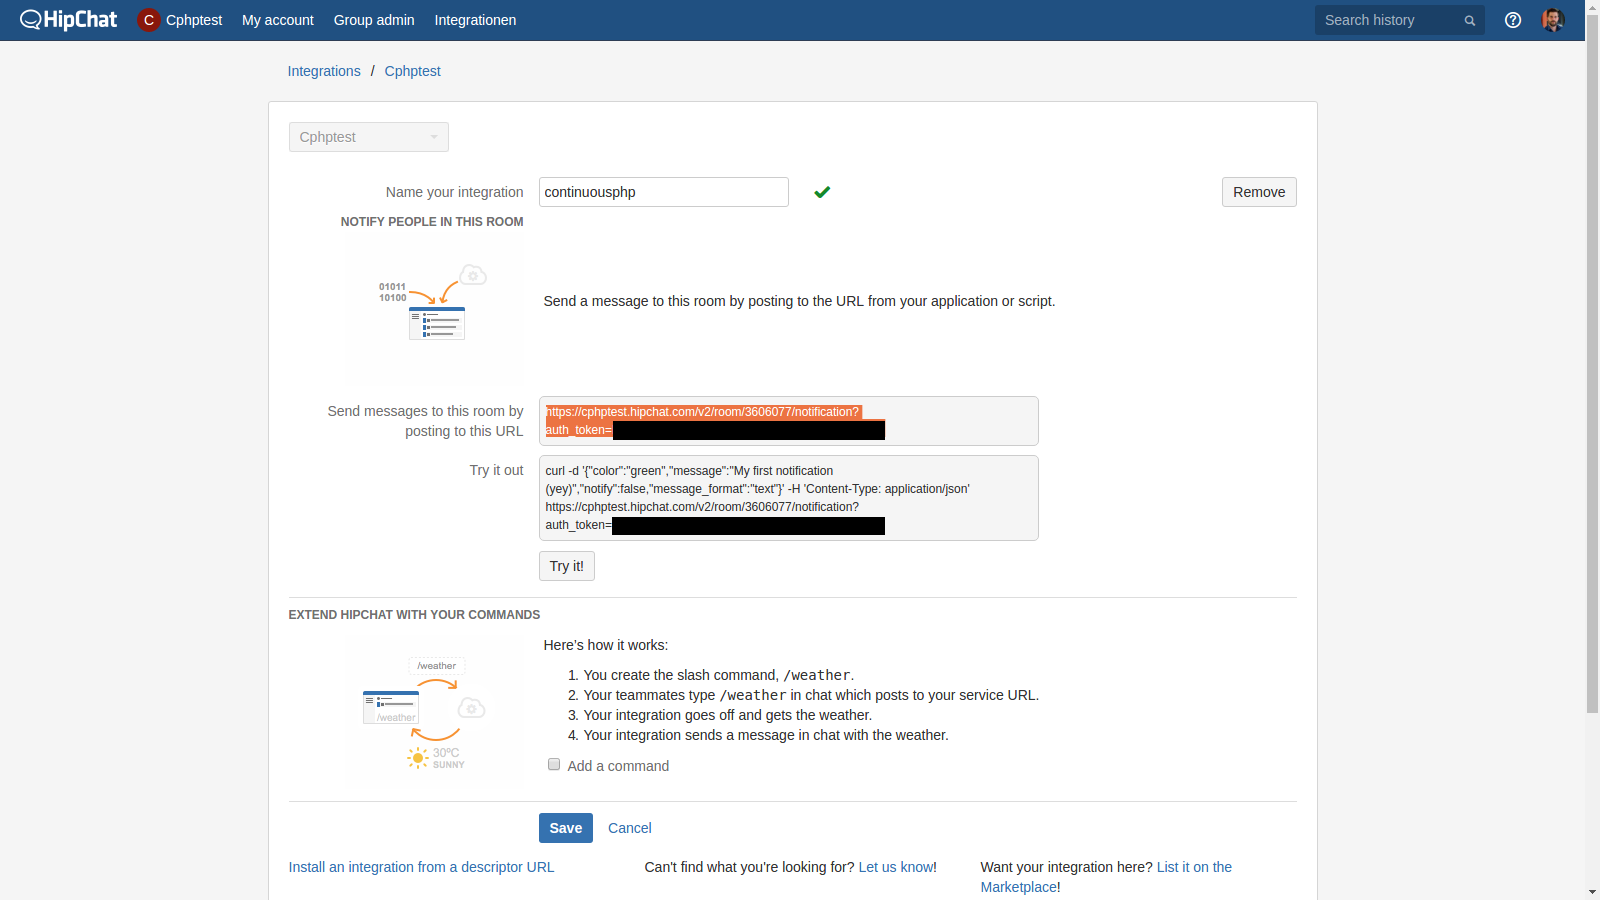 HipChat
C Cphptest My account Group admin Integrationen
Search history
Integrations / Cphptest
Cphptest
Name your integration continuousphp Remove
NOTIFY PEOPLE IN THIS ROOM
01011
10100
Send a message to this room by posting to the URL from your application or script.
Send messages to this room by
posting to this URL
https://cphptest.hipchat.com/v2/room/3606077/notification?
auth_token=
Try it out
curl -d '{"color":"green","message":"My first notification
(yey)","notify":false,"message_format":"text"}' -H 'Content-Type: application/json'
https://cphptest.hipchat.com/v2/room/3606077/notification?
auth_token=
Try it!
EXTEND HIPCHAT WITH YOUR COMMANDS
/weather
/weather
30ºC
SUNNY
Here's how it works:
1. You create the slash command, /weather.
2. Your teammates type /weather in chat which posts to your service URL.
3. Your integration goes off and gets the weather.
4. Your integration sends a message in chat with the weather.
Add a command
Save Cancel
Install an integration from a descriptor URL
Can't find what you're looking for? Let us know!
Want your integration here? List it on the
Marketplace!